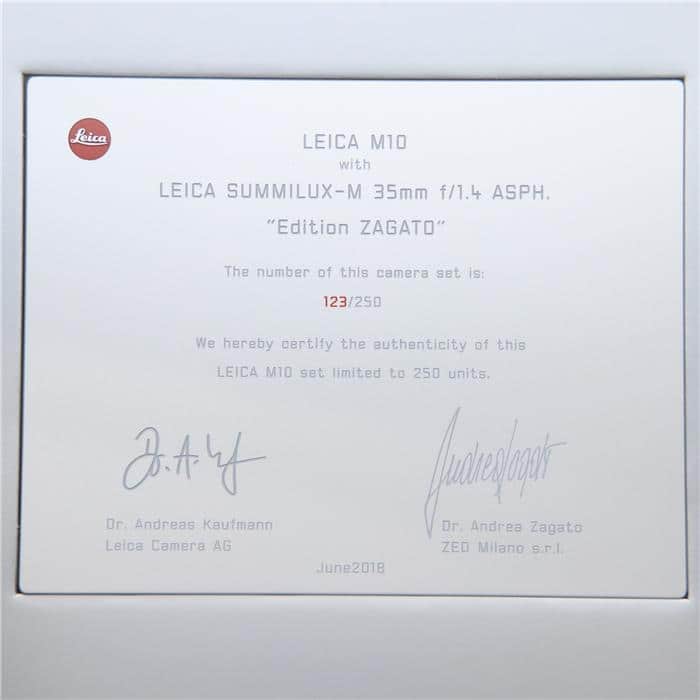 Leica
LEICA M10
with
LEICA SUMMILUX-M 35mm f/1.4 ASPH.
"Edition ZAGATO"
The number of this camera set is:
123/250
We hereby certify the authenticity of this
LEICA M10 set limited to 250 units.
Dr. Andreas Kaufmann
Leica Camera AG
Dr. Andrea Zagato
ZED Milano s.r.l.
June2018